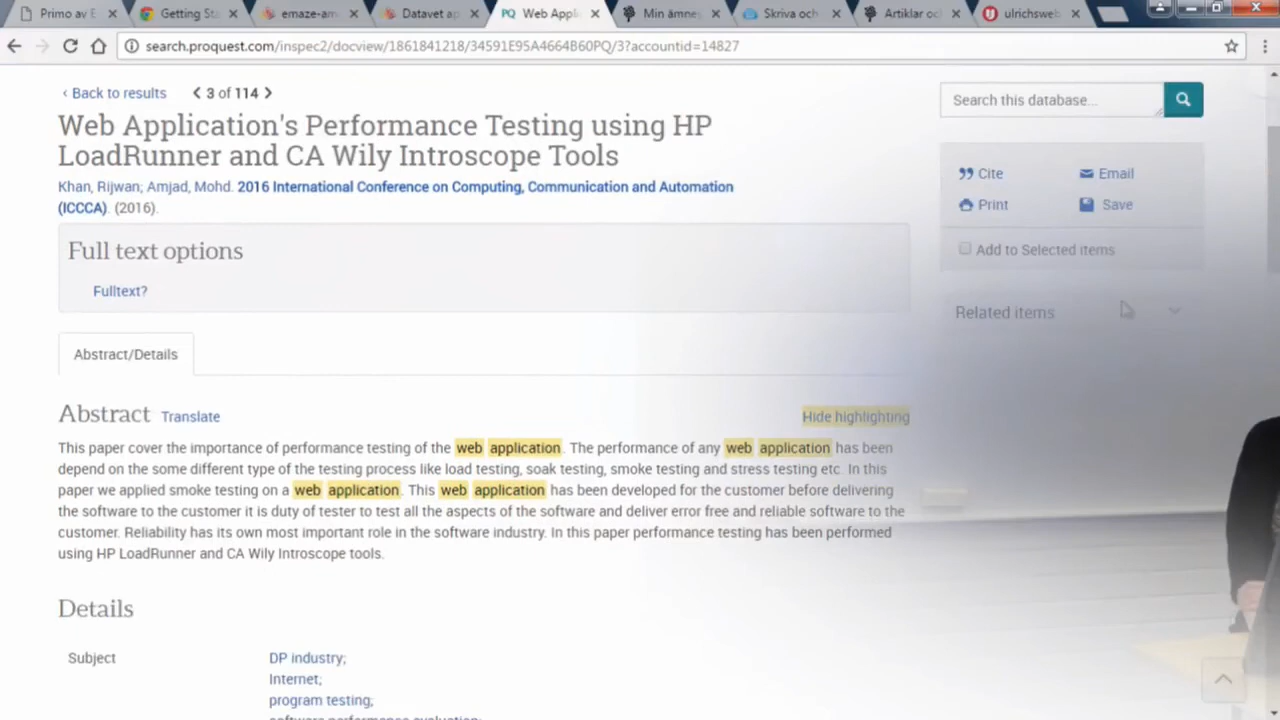 Primo av E
Getting Sta
emaze-am
Datavet ap
PQ Web Appli
Min ämnes
Skriva och
Artiklar oc
ulrichsweb
search.proquest.com/inspec2/docview/1861841218/34591E95A4664B60PQ/3?accountid=14827
‹ Back to results < 3 of 114 >
Search this database...
Web Application's Performance Testing using HP
LoadRunner and CA Wily Introscope Tools
Khan, Rijwan; Amjad, Mohd. 2016 International Conference on Computing, Communication and Automation
(ICCCA). (2016).
Cite Email
Print Save
Add to Selected items
Related items
Full text options
Fulltext?
Abstract/Details
Abstract Translate Hide highlighting
This paper cover the importance of performance testing of the web application. The performance of any web application has been
depend on the some different type of the testing process like load testing, soak testing, smoke testing and stress testing etc. In this
paper we applied smoke testing on a web application. This web application has been developed for the customer before delivering
the software to the customer it is duty of tester to test all the aspects of the software and deliver error free and reliable software to the
customer. Reliability has its own most important role in the software industry. In this paper performance testing has been performed
using HP LoadRunner and CA Wily Introscope tools.
Details
Subject DP industry;
Internet;
program testing;
software performance evaluation;